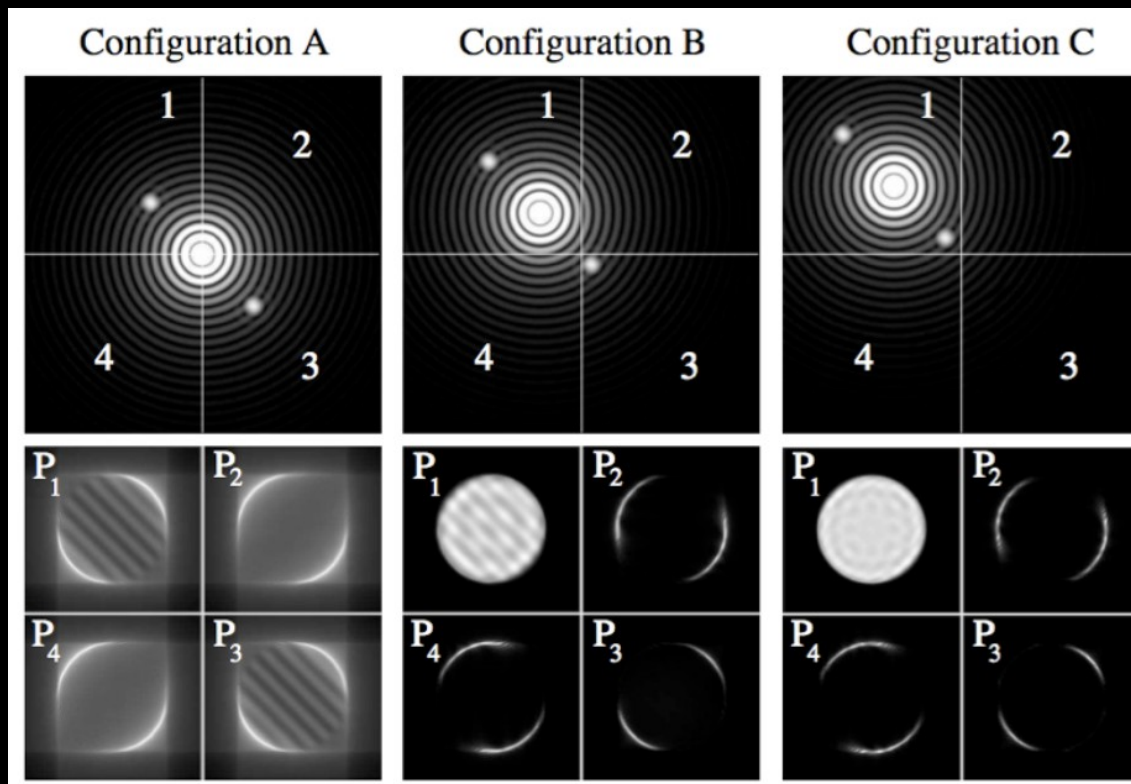 Configuration A Configuration B Configuration C
1 1 1
2 2 2
4 3 4 3 4 3
P1 P2 P1 P2 P1 P2
P4 P3 P4 P3 P4 P3